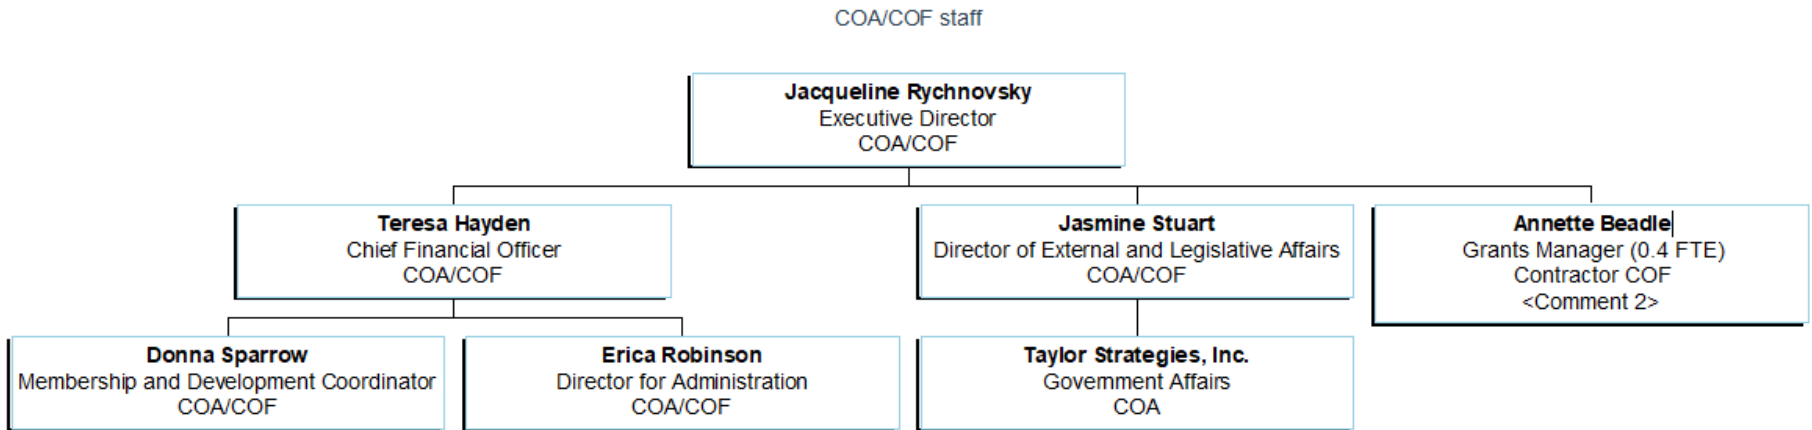 COA/COF staff
Jacqueline Rychnovsky
Executive Director
COA/COF
Teresa Hayden
Chief Financial Officer
COA/COF
Jasmine Stuart
Director of External and Legislative Affairs
COA/COF
Annette Beadle
Grants Manager (0.4 FTE)
Contractor COF
<Comment 2>
Donna Sparrow
Membership and Development Coordinator
COA/COF
Erica Robinson
Director for Administration
COA/COF
Taylor Strategies, Inc.
Government Affairs
COA